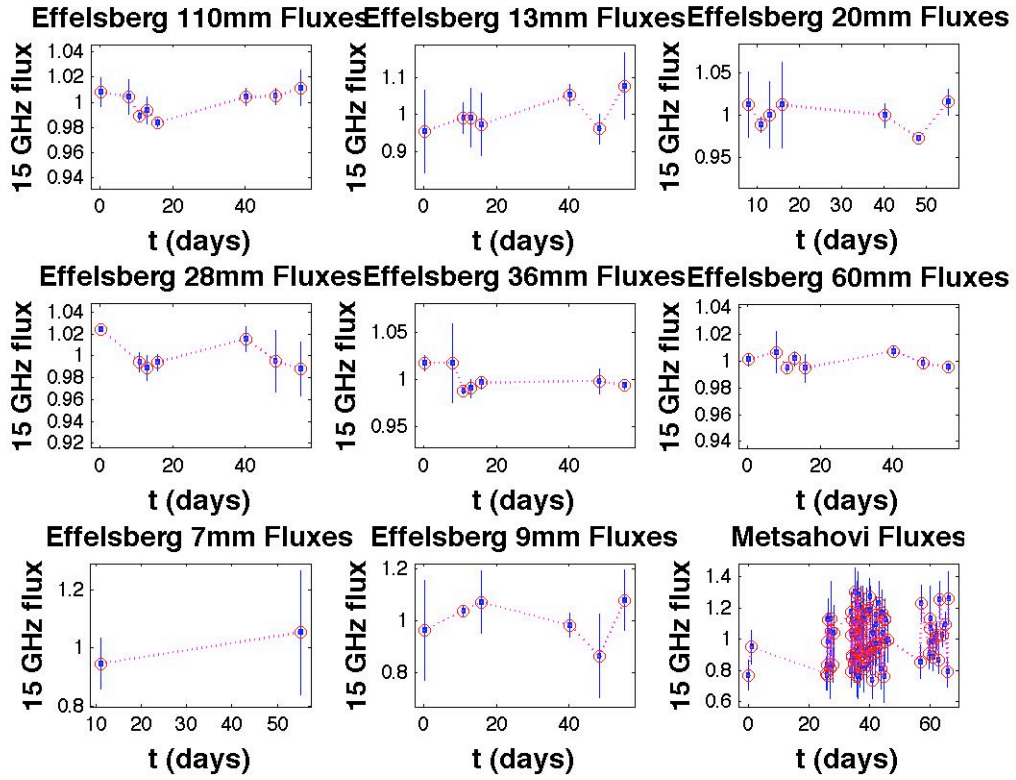 Effelsberg 110mm Fluxes
15 GHz flux
1.04
1.02
1
0.98
0.96
0.94
0
20
40
t (days)
Effelsberg 13mm Fluxes
15 GHz flux
1.1
1
0.9
0
20
40
t (days)
Effelsberg 20mm Fluxes
15 GHz flux
1.05
1
0.95
10
20
30
40
50
t (days)
Effelsberg 28mm Fluxes
15 GHz flux
1.04
1.02
1
0.98
0.96
0.94
0.92
0
20
40
t (days)
Effelsberg 36mm Fluxes
15 GHz flux
1.05
1
0.95
0
20
40
t (days)
Effelsberg 60mm Fluxes
15 GHz flux
1.04
1.02
1
0.98
0.96
0.94
0
20
40
t (days)
Effelsberg 7mm Fluxes
15 GHz flux
1.2
1
0.8
10
20
30
40
50
t (days)
Effelsberg 9mm Fluxes
15 GHz flux
1.2
1
0.8
0
20
40
t (days)
Metsahovi Fluxes
15 GHz flux
1.4
1.2
1
0.8
0.6
0
20
40
60
t (days)